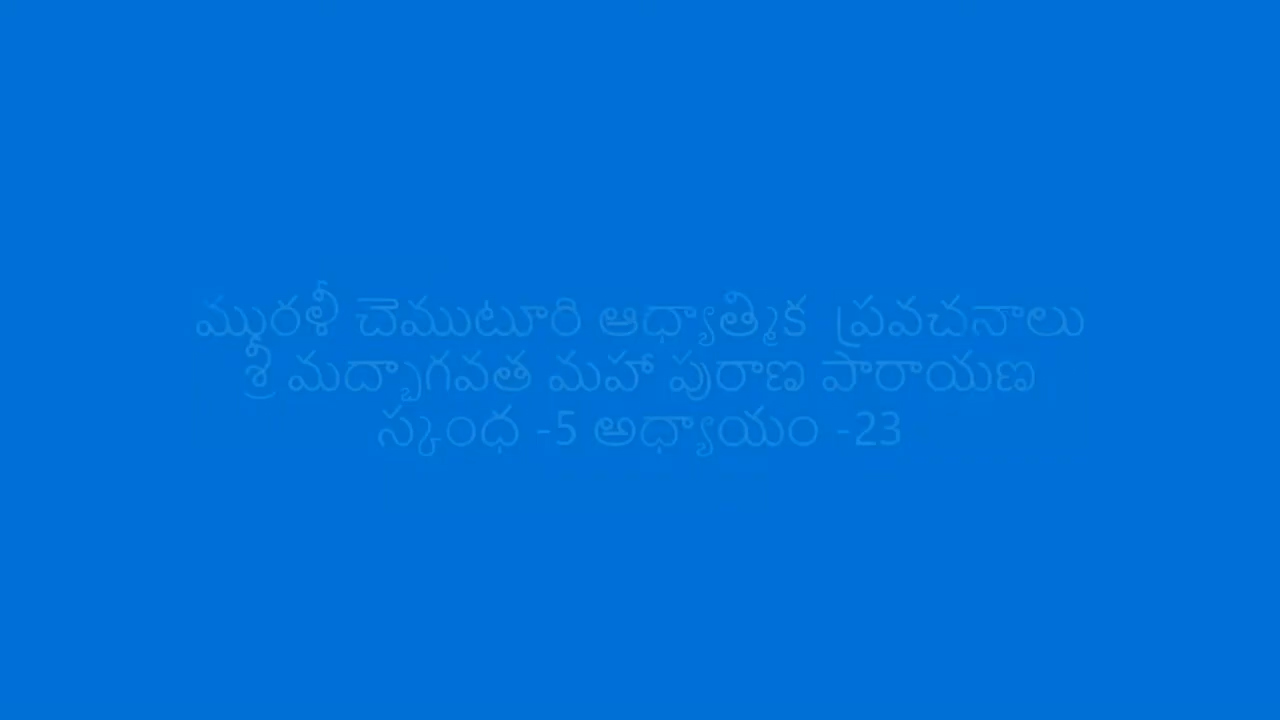 మురళీ చెముటూరి ఆధ్యాత్మిక ప్రవచనాలు
శ్రీ మద్భాగవత మహా పురాణ పారాయణ
స్కంధ -5 అధ్యాయం -23